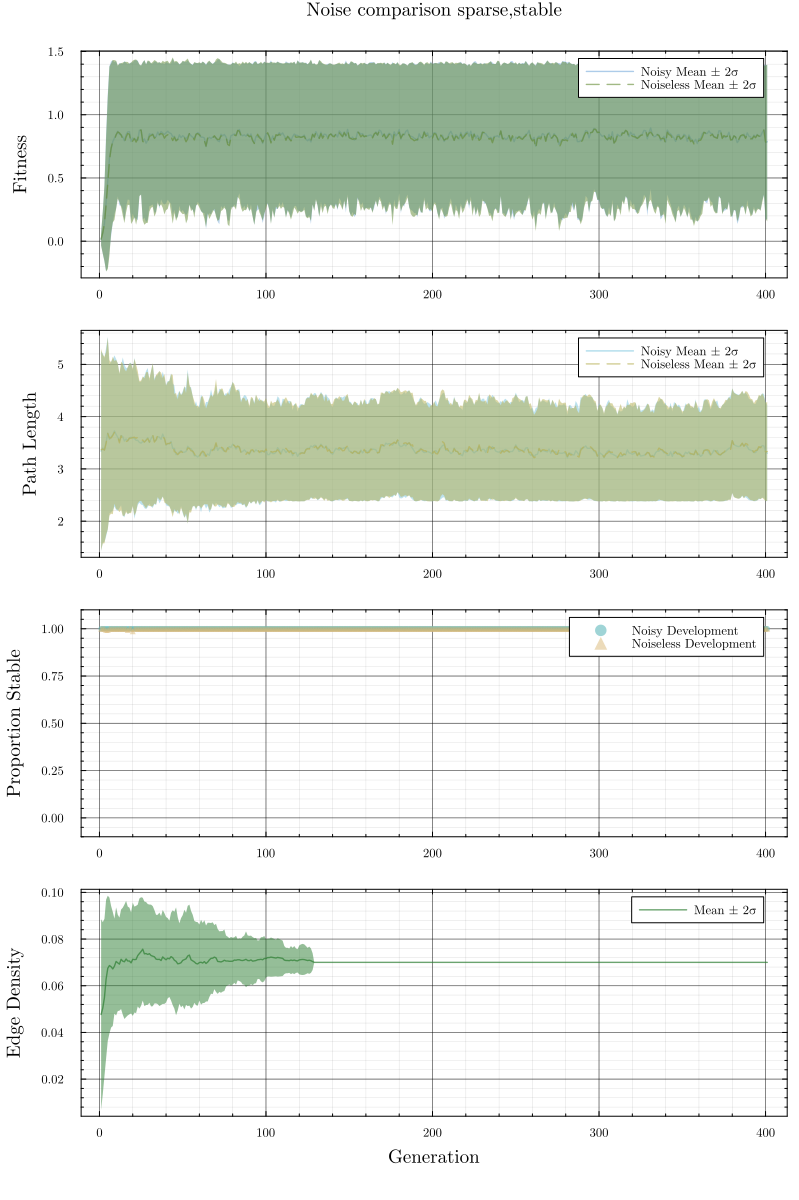 Noise comparison sparse,stable
1.5
1.0
0.5
0.0
Fitness
Noisy Mean ± 2σ
Noiseless Mean ± 2σ
0 100 200 300 400
5
4
3
2
Path Length
Noisy Mean ± 2σ
Noiseless Mean ± 2σ
0 100 200 300 400
1.00
0.75
0.50
0.25
0.00
Proportion Stable
Noisy Development
Noiseless Development
0 100 200 300 400
0.10
0.08
0.06
0.04
0.02
Edge Density
Mean ± 2σ
0 100 200 300 400
Generation